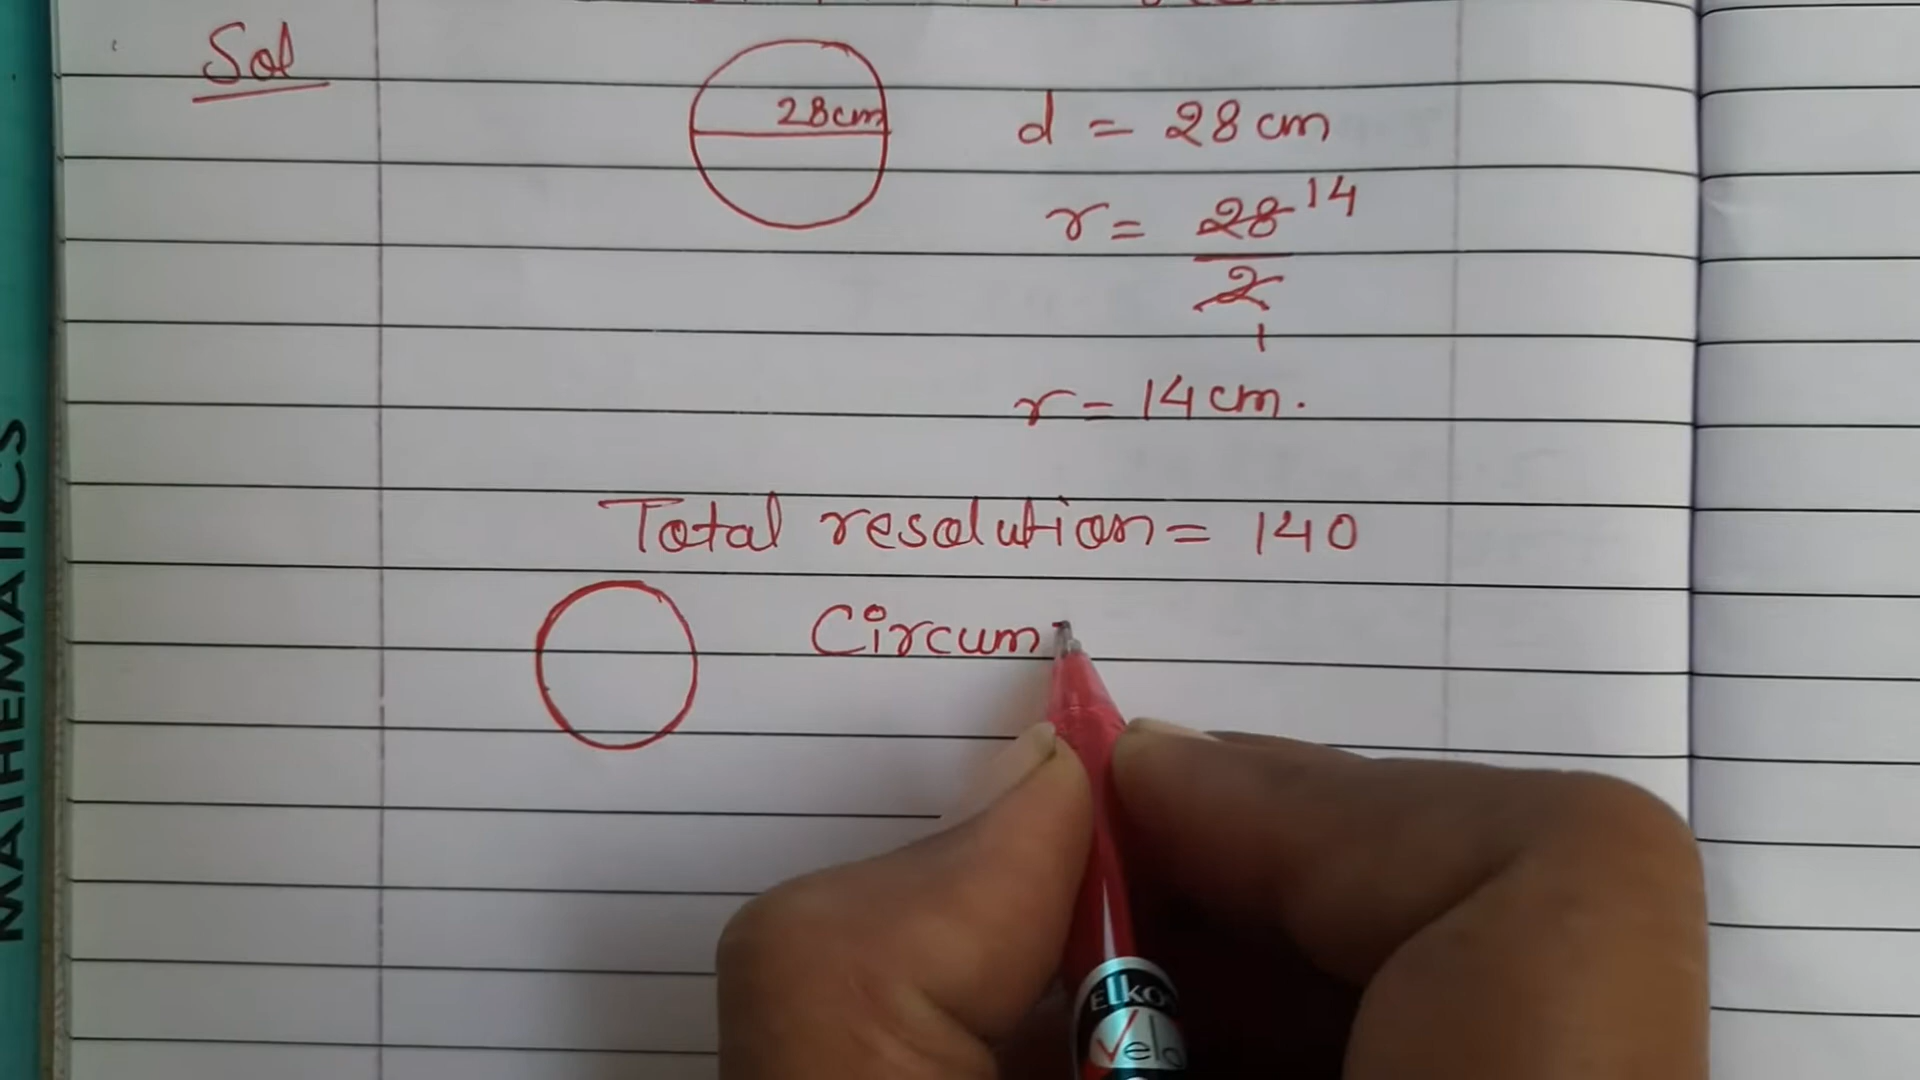 Sol
28cm
d = 28 cm
r = 28 14
2
1
r = 14 cm.
Total resolution = 140
Circum
MATHEMATICS
ELKOS
Velo